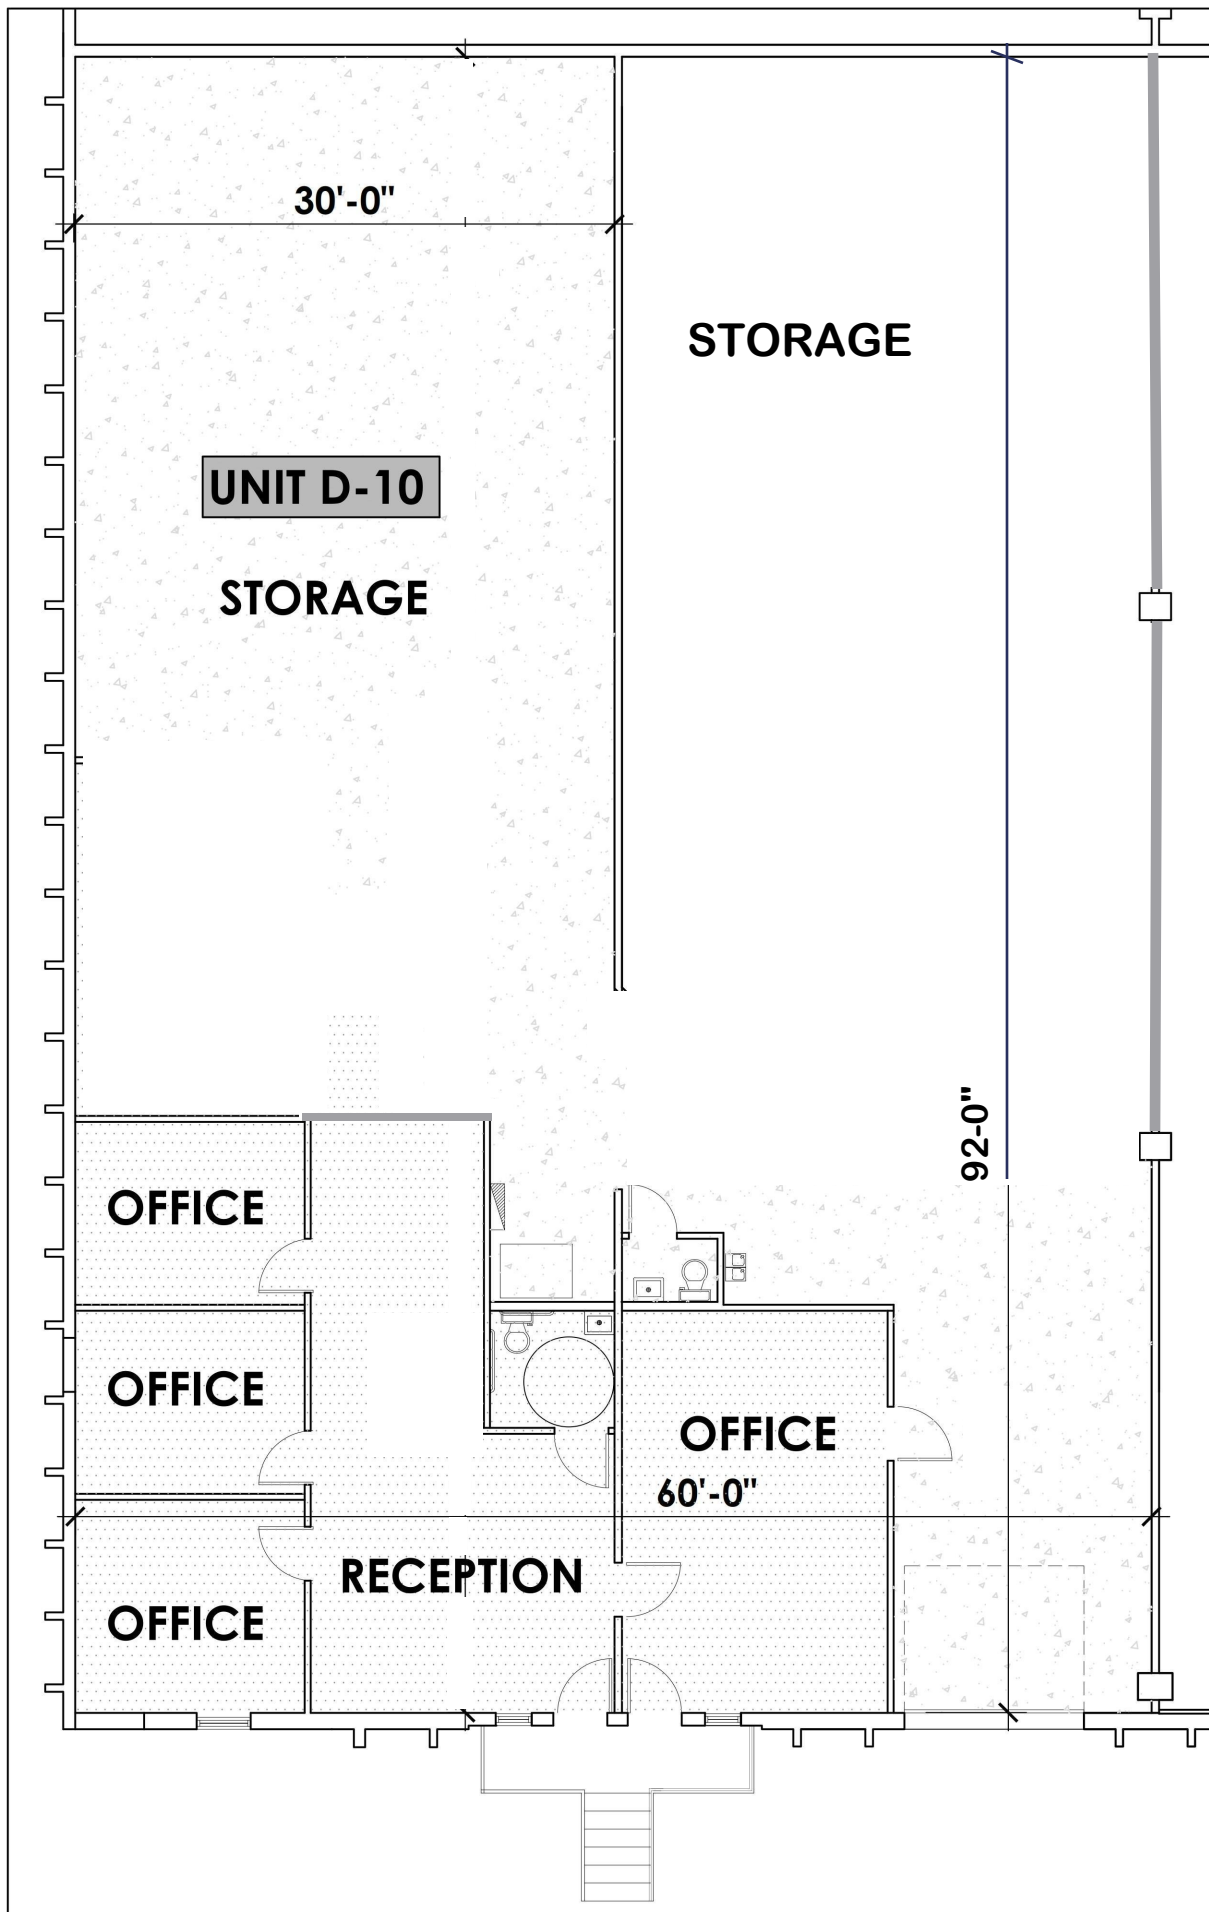 30'-0"
STORAGE
UNIT D-10
STORAGE
92-0"
OFFICE
OFFICE
OFFICE
60'-0"
RECEPTION
OFFICE